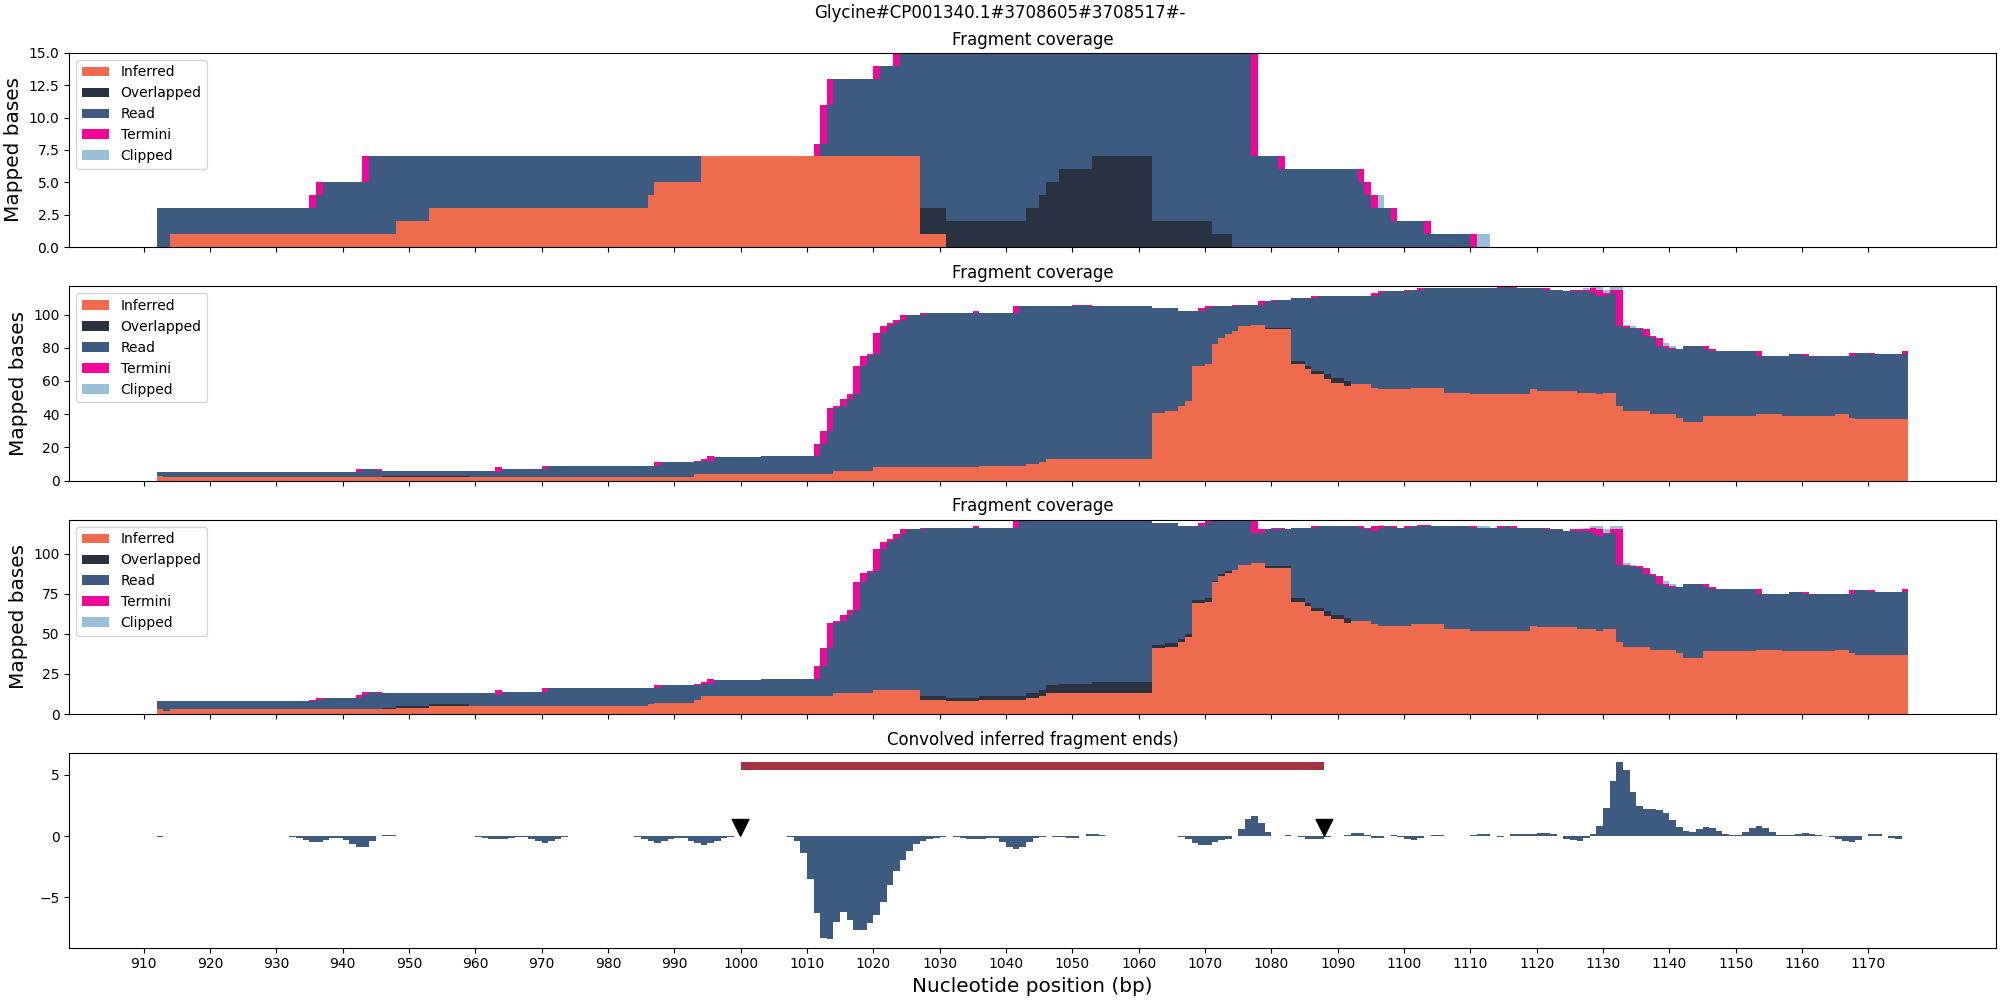 Glycine#CP001340.1#3708605#3708517#-
Fragment coverage
Mapped bases
15.0
12.5
10.0
7.5
5.0
2.5
0.0
Inferred
Overlapped
Read
Termini
Clipped
Fragment coverage
Mapped bases
100
80
60
40
20
0
Inferred
Overlapped
Read
Termini
Clipped
Fragment coverage
Mapped bases
100
75
50
25
0
Inferred
Overlapped
Read
Termini
Clipped
Convolved inferred fragment ends)
5
0
−5
910 920 930 940 950 960 970 980 990 1000 1010 1020 1030 1040 1050 1060 1070 1080 1090 1100 1110 1120 1130 1140 1150 1160 1170
Nucleotide position (bp)